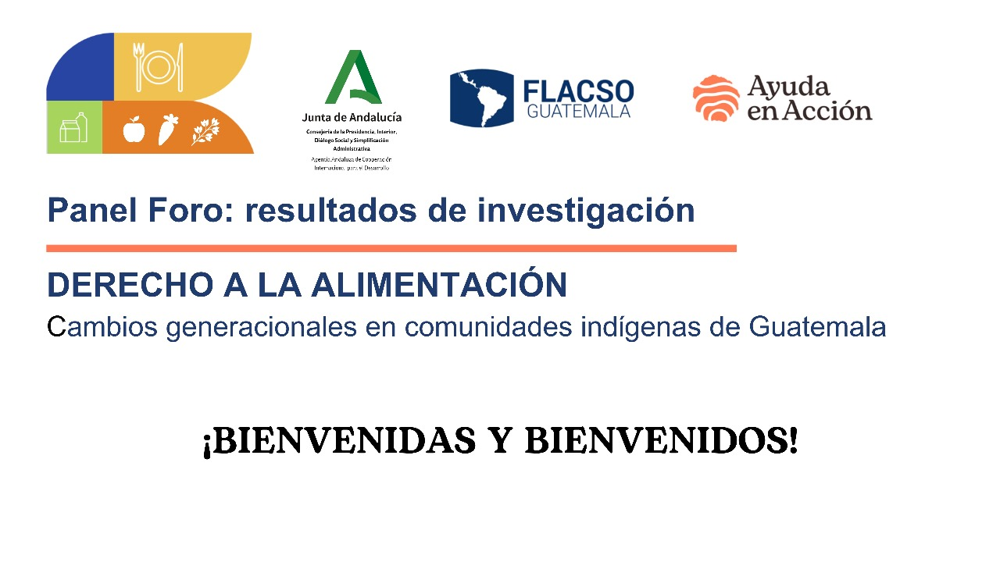 Junta de Andalucía
Consejería de la Presidencia, Interior,
Diálogo Social y Simplificación
Administrativa
Agencia Andaluza de Cooperación
Internacional para el Desarrollo
FLACSO
GUATEMALA
Ayuda
en Acción
Panel Foro: resultados de investigación
DERECHO A LA ALIMENTACIÓN
Cambios generacionales en comunidades indígenas de Guatemala
¡BIENVENIDAS Y BIENVENIDOS!